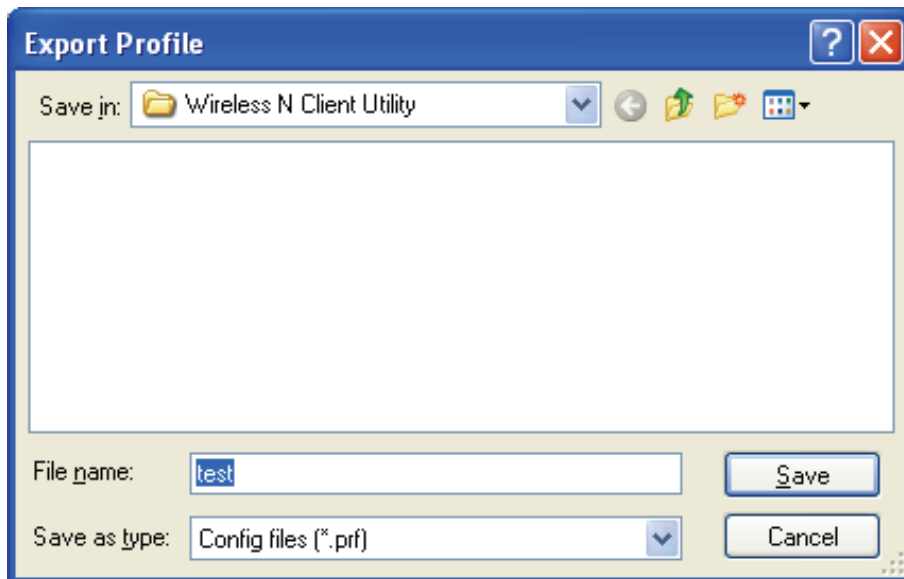 Export Profile
Save in: Wireless N Client Utility
File name: test
Save
Save as type: Config files (*.prf)
Cancel